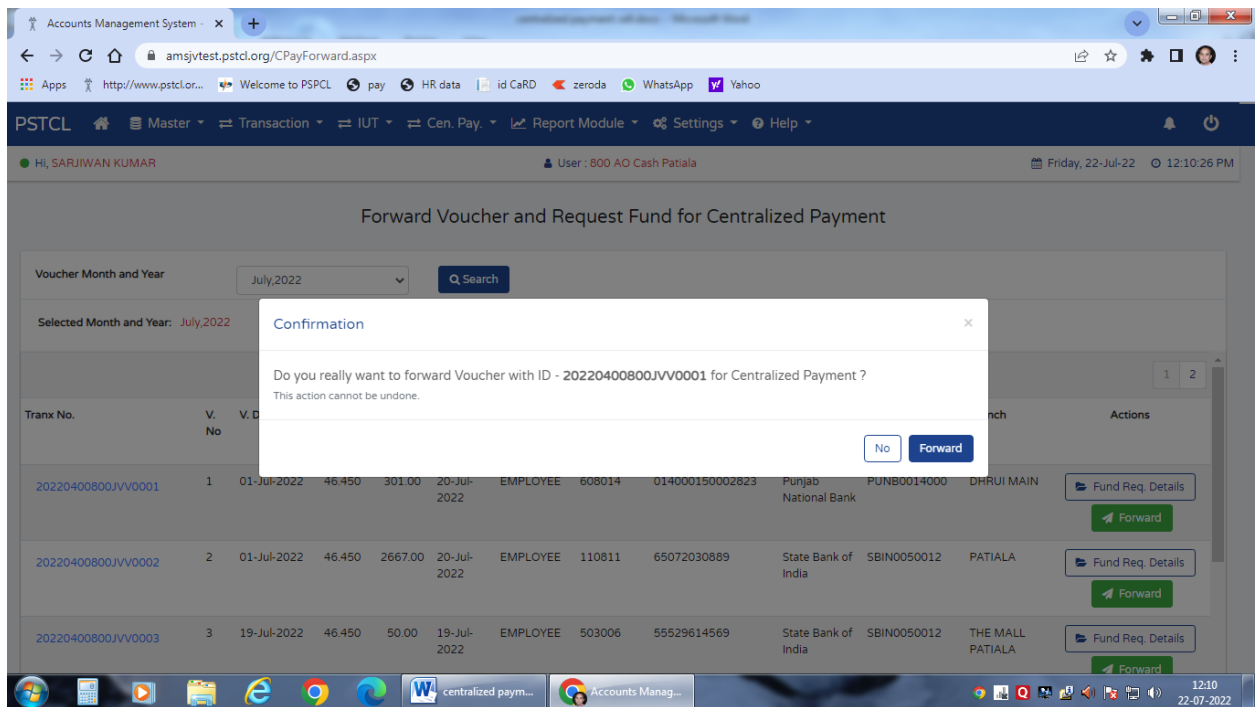 Accounts Management System -
amsjvtest.pstcl.org/CPayForward.aspx
Apps http://www.pstcl.or... Welcome to PSPCL pay HR data id CaRD zeroda WhatsApp Yahoo
PSTCL Master Transaction IUT Cen. Pay. Report Module Settings Help
Hi, SARJIWAN KUMAR User : 800 AO Cash Patiala Friday, 22-Jul-22 12:10:26 PM
Forward Voucher and Request Fund for Centralized Payment
Voucher Month and Year July,2022 Search
Selected Month and Year: July,2022
Confirmation ×
Do you really want to forward Voucher with ID - 20220400800JVV0001 for Centralized Payment ?
This action cannot be undone.
No Forward
1 2
Tranx No. V. No V. D nch Actions
20220400800JVV0001 1 01-Jul-2022 46.450 301.00 20-Jul-2022 EMPLOYEE 608014 014000150002823 Punjab National Bank PUNB0014000 DHRUI MAIN Fund Req. Details
Forward
20220400800JVV0002 2 01-Jul-2022 46.450 2667.00 20-Jul-2022 EMPLOYEE 110811 65072030889 State Bank of India SBIN0050012 PATIALA Fund Req. Details
Forward
20220400800JVV0003 3 19-Jul-2022 46.450 50.00 19-Jul-2022 EMPLOYEE 503006 55529614569 State Bank of India SBIN0050012 THE MALL PATIALA Fund Req. Details
Forward
centralized paym... Accounts Manag... 12:10
22-07-2022